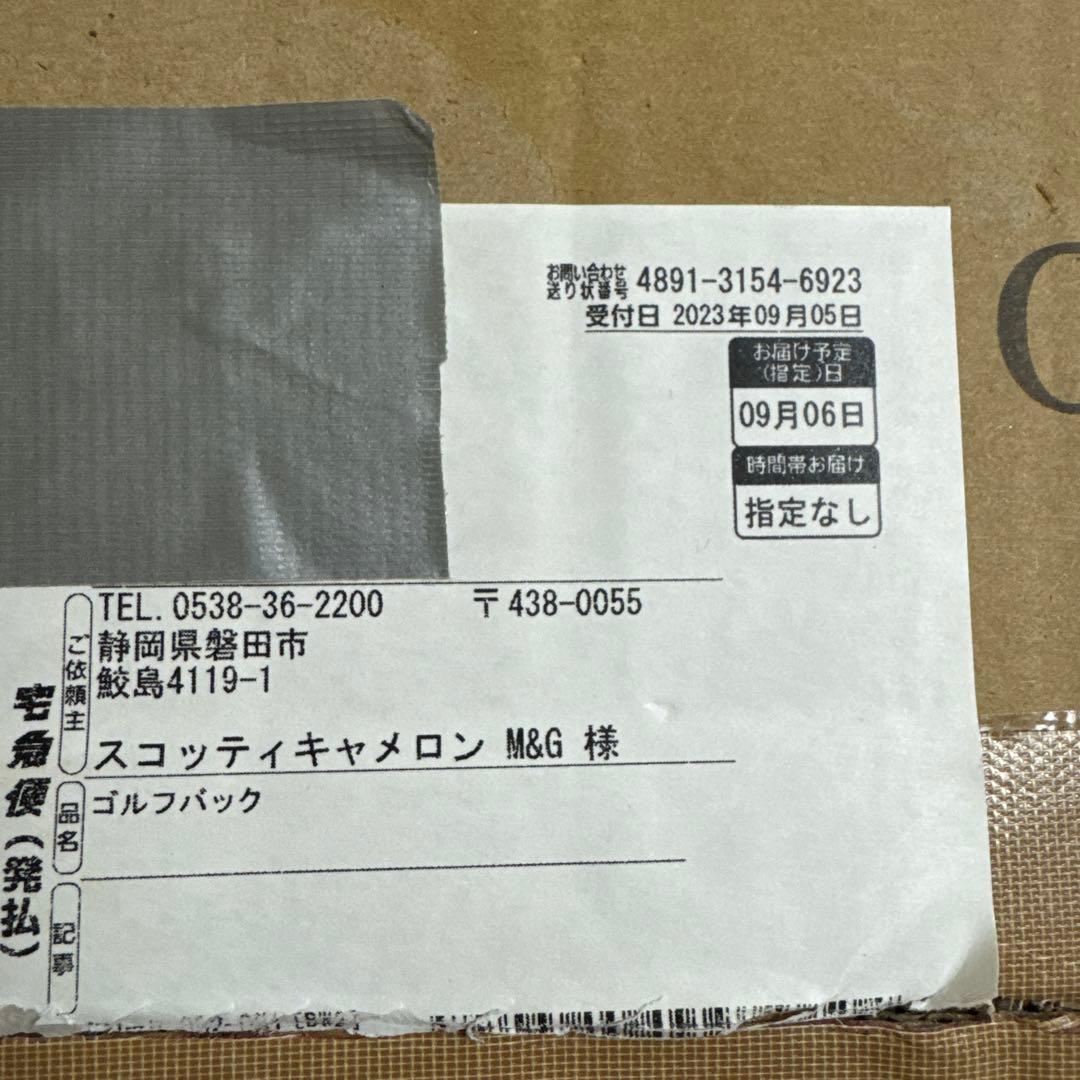 お問い合わせ
送り状番号 4891-3154-6923
受付日 2023年09月05日
お届け予定
(指定)日
09月06日
時間帯お届け
指定なし
宅急便(発払)
ご依頼主
TEL. 0538-36-2200 〒438-0055
静岡県磐田市
鮫島4119-1
スコッティキャメロン M&G 様
品名
ゴルフバック
記事